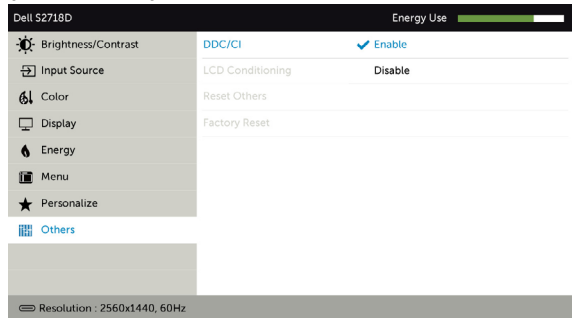 Dell S2718D Energy Use
Brightness/Contrast DDC/CI Enable
Input Source LCD Conditioning Disable
Color Reset Others
Display Factory Reset
Energy
Menu
Personalize
Others
Resolution : 2560x1440, 60Hz